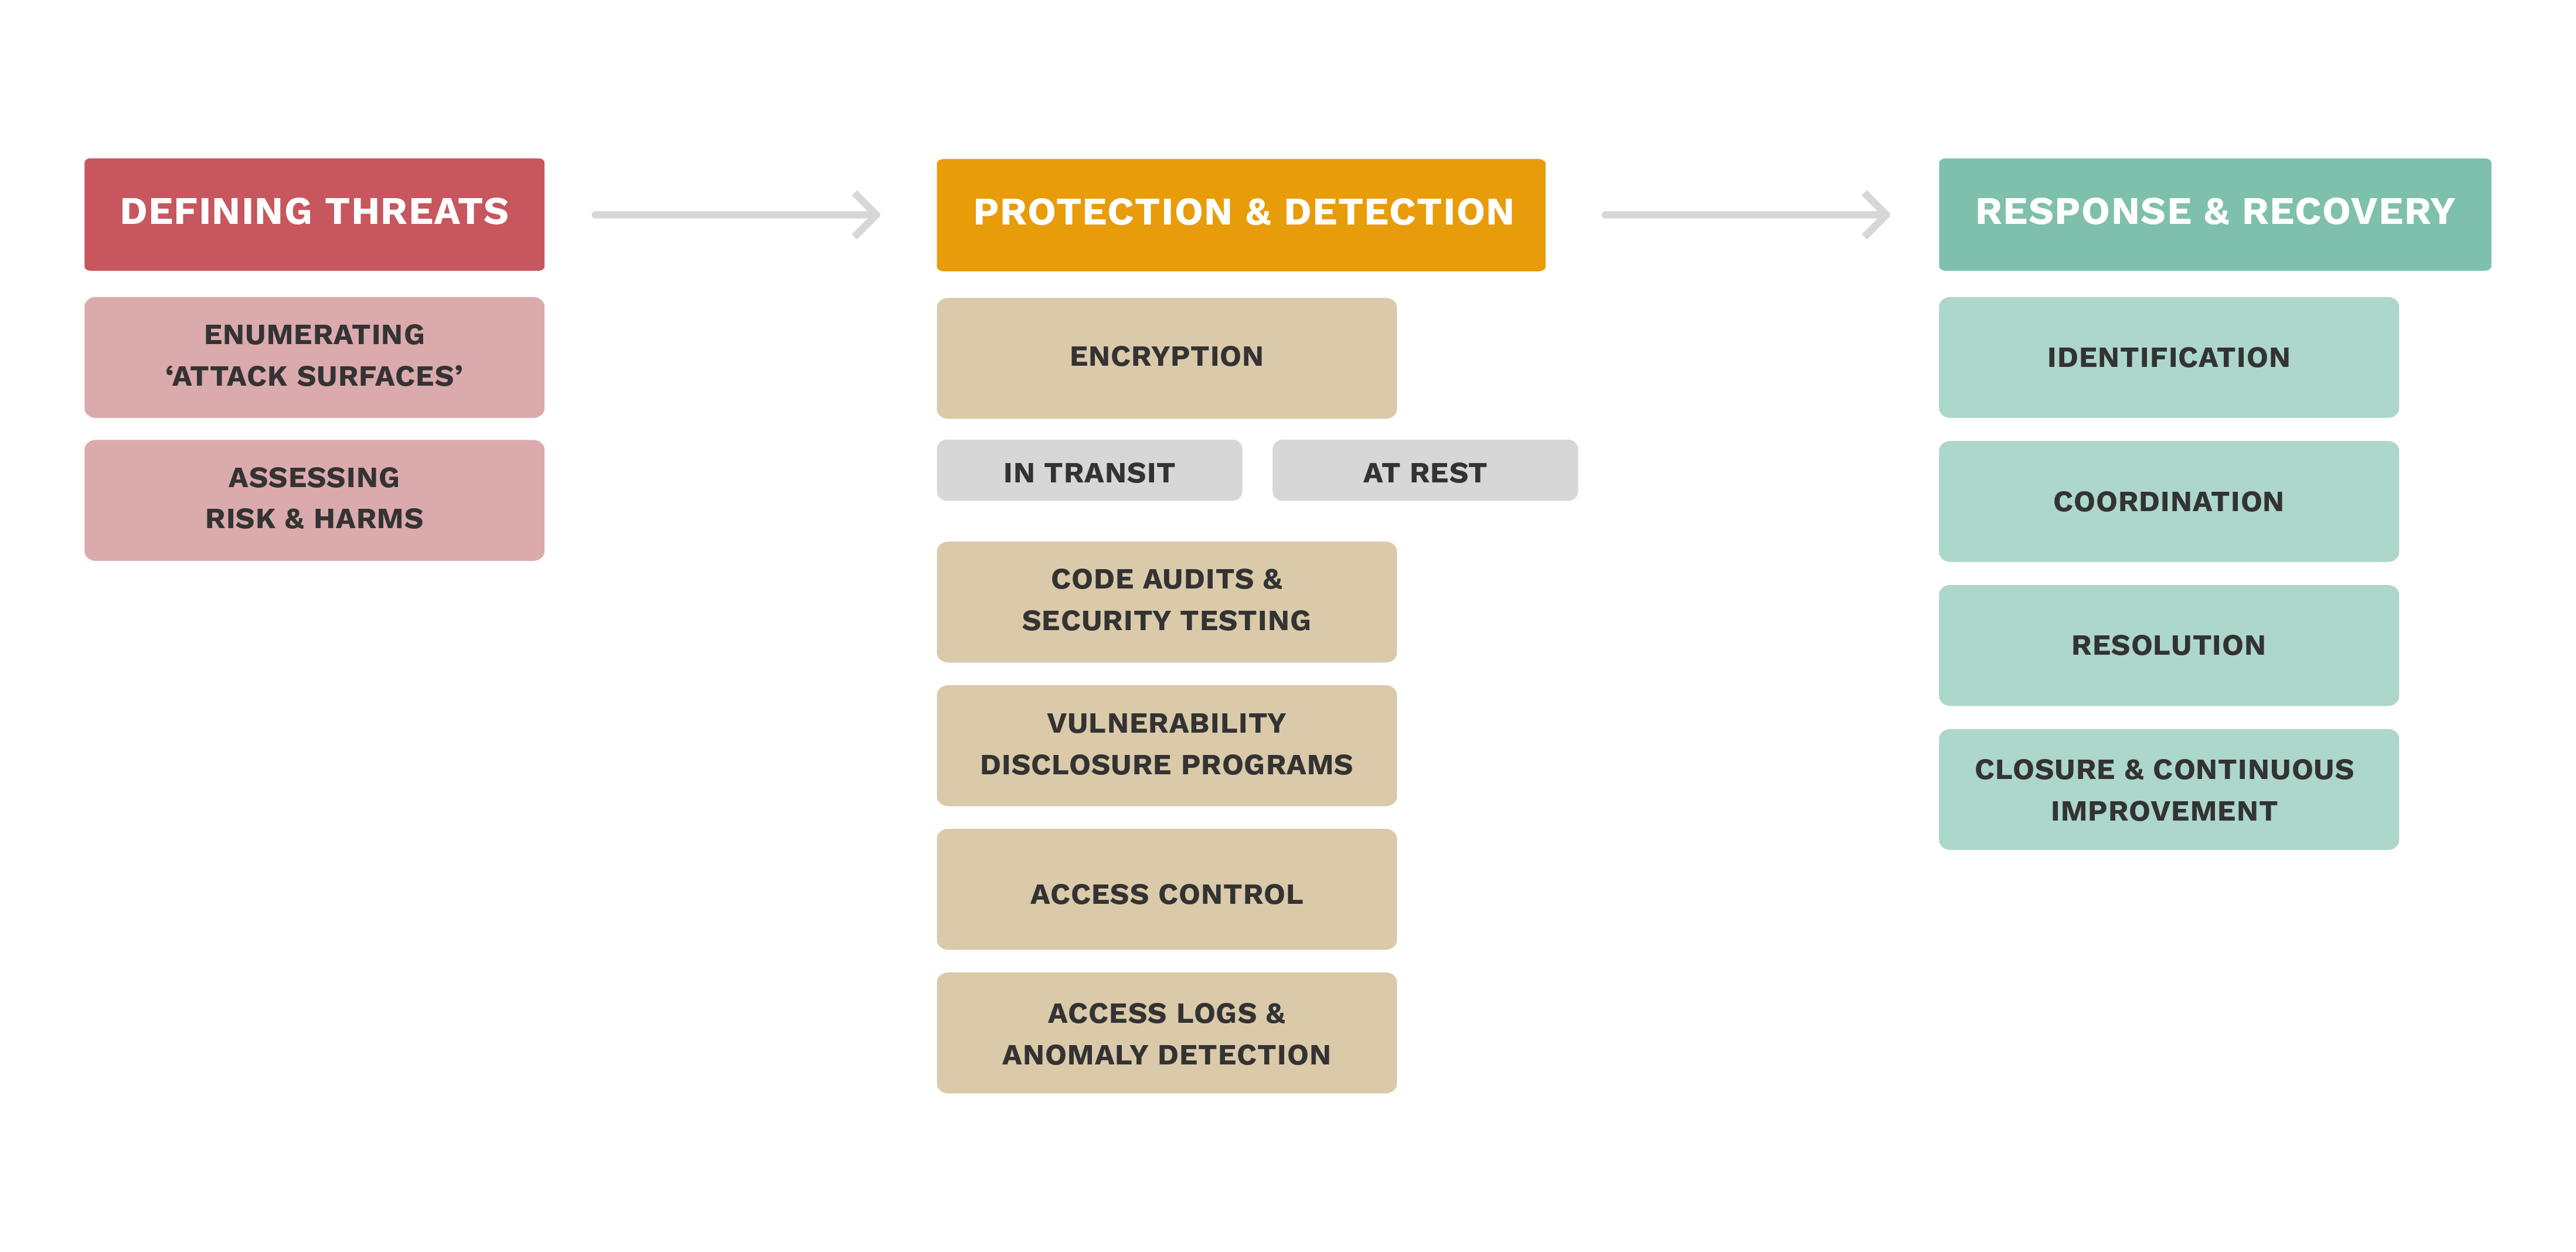 DEFINING THREATS
ENUMERATING
‘ATTACK SURFACES’
ASSESSING
RISK & HARMS
PROTECTION & DETECTION
ENCRYPTION
IN TRANSIT
AT REST
CODE AUDITS &
SECURITY TESTING
VULNERABILITY
DISCLOSURE PROGRAMS
ACCESS CONTROL
ACCESS LOGS &
ANOMALY DETECTION
RESPONSE & RECOVERY
IDENTIFICATION
COORDINATION
RESOLUTION
CLOSURE & CONTINUOUS
IMPROVEMENT